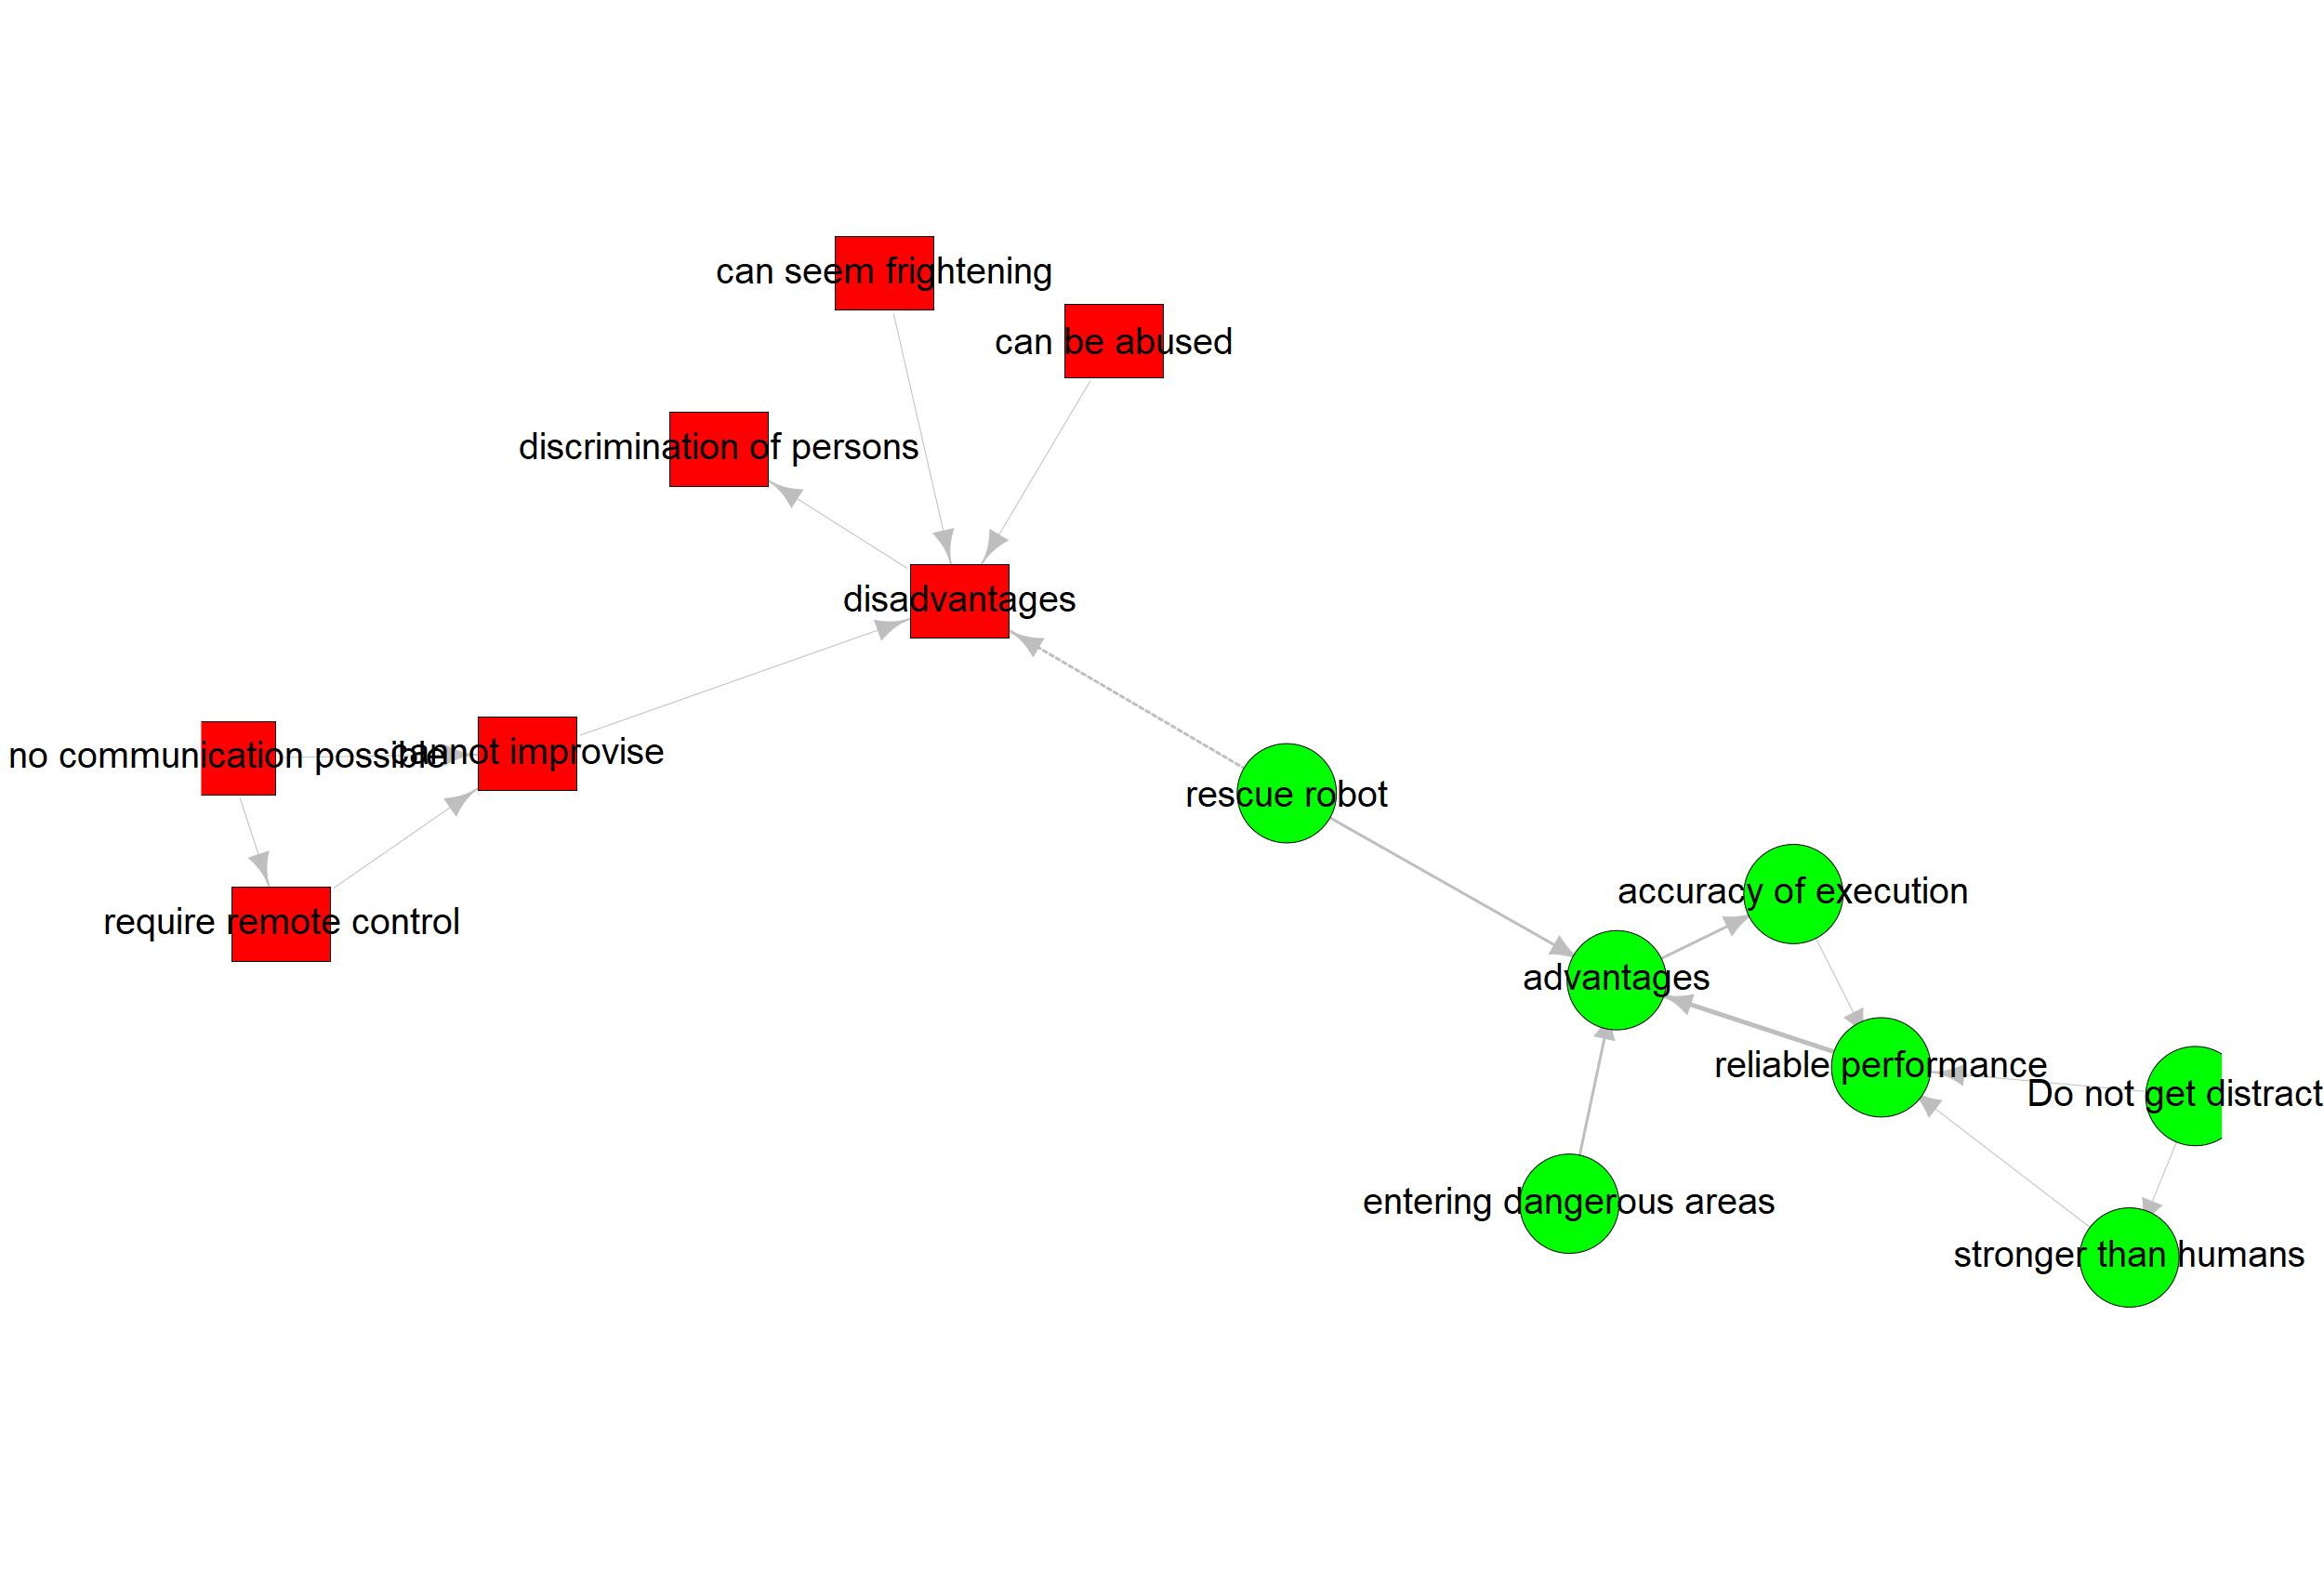 can seem frightening
can be abused
discrimination of persons
disadvantages
no communication possible
cannot improvise
rescue robot
require remote control
accuracy of execution
advantages
reliable performance
Do not get distract
entering dangerous areas
stronger than humans